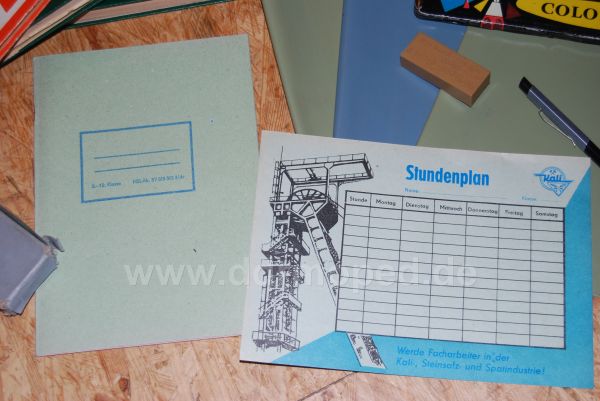 COLO
5.-10. Klasse
Stundenplan
Kali
Name:
Klasse:
Stunde Montag Dienstag Mittwoch Donnerstag Freitag Samstag
www.ddrmoped.de
Werde Facharbeiter in der
Kali-, Steinsalz- und Spatindustrie!